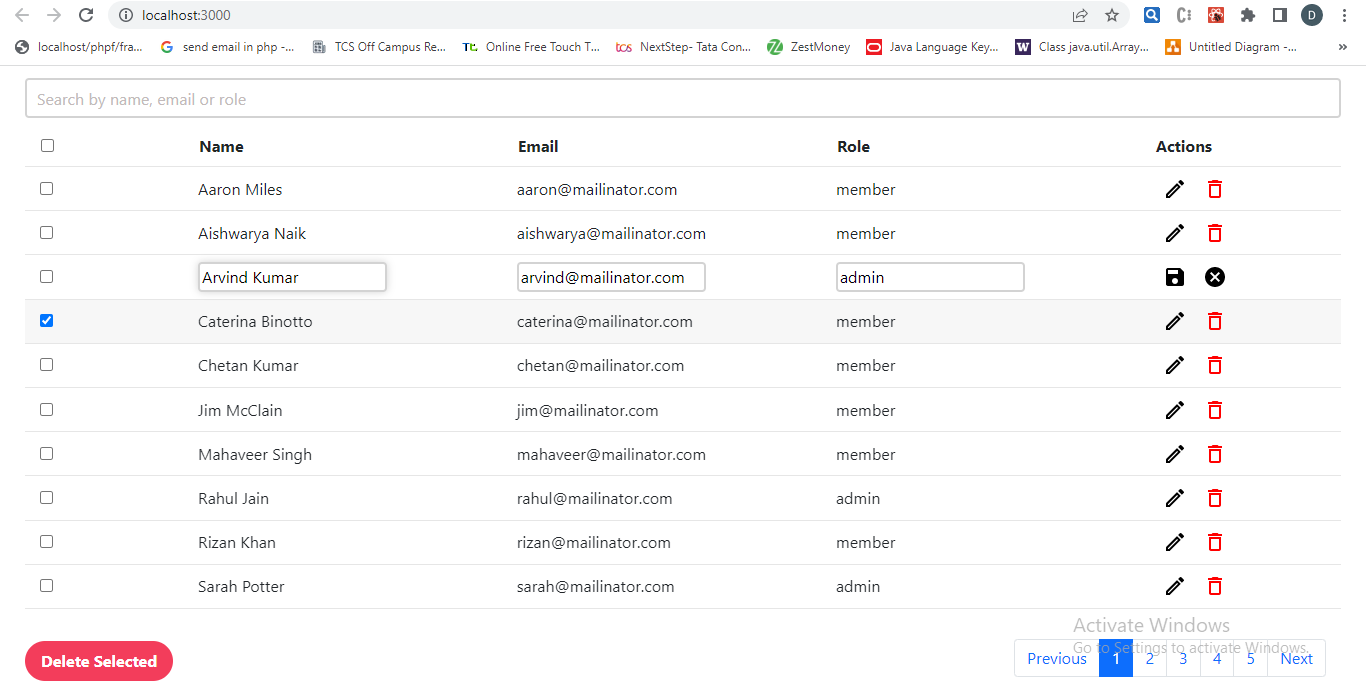 localhost:3000 D
localhost/phpf/fra... send email in php -... TCS Off Campus Re... Tt. Online Free Touch T... tcs NextStep- Tata Con... ZestMoney Java Language Key... W Class java.util.Array... Untitled Diagram -... »
Search by name, email or role
Name Email Role Actions
Aaron Miles aaron@mailinator.com member
Aishwarya Naik aishwarya@mailinator.com member
Arvind Kumar arvind@mailinator.com admin
Caterina Binotto caterina@mailinator.com member
Chetan Kumar chetan@mailinator.com member
Jim McClain jim@mailinator.com member
Mahaveer Singh mahaveer@mailinator.com member
Rahul Jain rahul@mailinator.com admin
Rizan Khan rizan@mailinator.com member
Sarah Potter sarah@mailinator.com admin
Activate Windows
Go to Settings to activate Windows.
Delete Selected Previous 1 2 3 4 5 Next